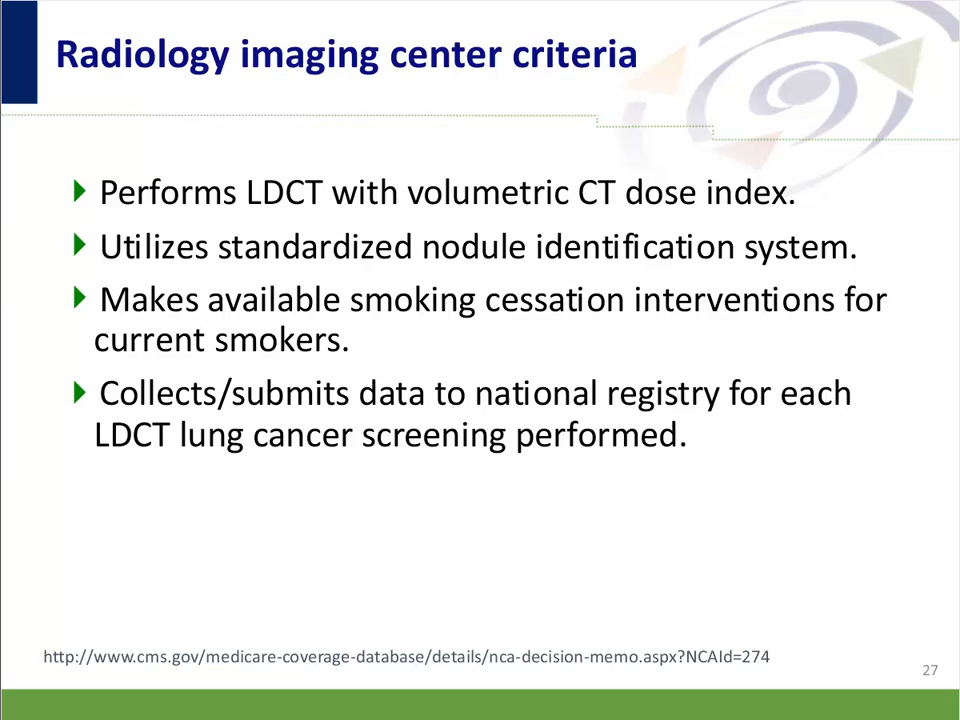 Radiology imaging center criteria
Performs LDCT with volumetric CT dose index.
Utilizes standardized nodule identification system.
Makes available smoking cessation interventions for
current smokers.
Collects/submits data to national registry for each
LDCT lung cancer screening performed.
http://www.cms.gov/medicare-coverage-database/details/nca-decision-memo.aspx?NCAId=274
27